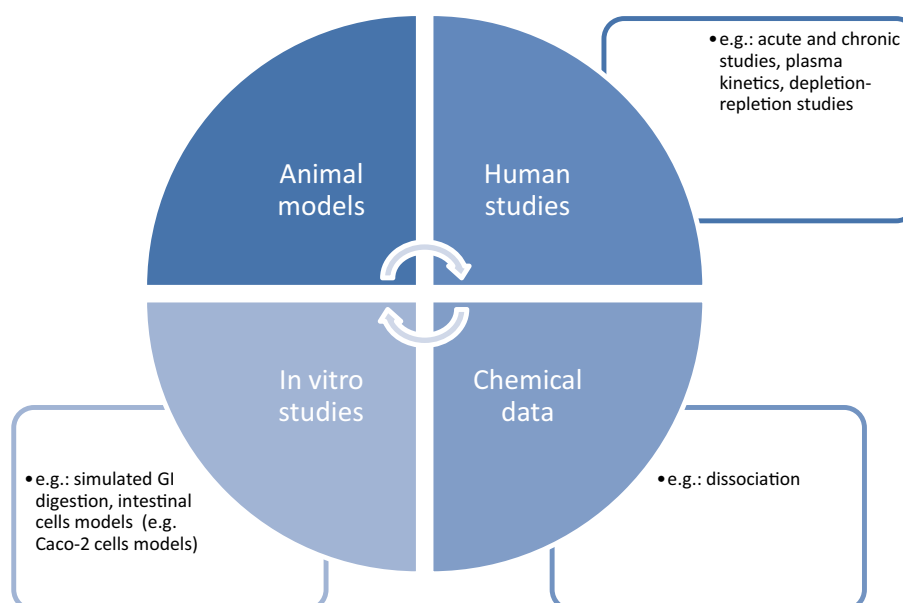 •e.g.: acute and chronic
studies, plasma
kinetics, depletion-
repletion studies
Animal
models
Human
studies
In vitro
studies
Chemical
data
•e.g.: simulated GI
digestion, intestinal
cells models (e.g.
Caco-2 cells models)
•e.g.: dissociation